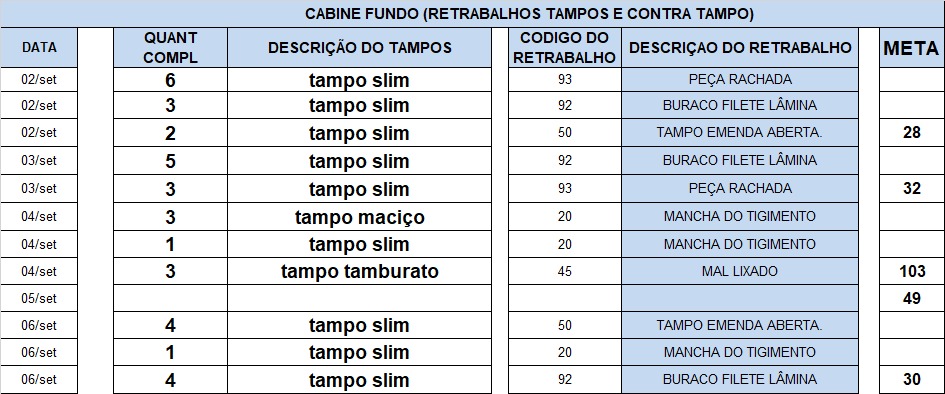 CABINE FUNDO (RETRABALHOS TAMPOS E CONTRA TAMPO)
DATA QUANT COMPL DESCRIÇÃO DO TAMPOS CODIGO DO RETRABALHO DESCRIÇAO DO RETRABALHO META
02/set 6 tampo slim 93 PEÇA RACHADA
02/set 3 tampo slim 92 BURACO FILETE LÂMINA
02/set 2 tampo slim 50 TAMPO EMENDA ABERTA. 28
03/set 5 tampo slim 92 BURACO FILETE LÂMINA
03/set 3 tampo slim 93 PEÇA RACHADA 32
04/set 3 tampo maciço 20 MANCHA DO TIGIMENTO
04/set 1 tampo slim 20 MANCHA DO TIGIMENTO
04/set 3 tampo tamburato 45 MAL LIXADO 103
05/set 49
06/set 4 tampo slim 50 TAMPO EMENDA ABERTA.
06/set 1 tampo slim 20 MANCHA DO TIGIMENTO
06/set 4 tampo slim 92 BURACO FILETE LÂMINA 30